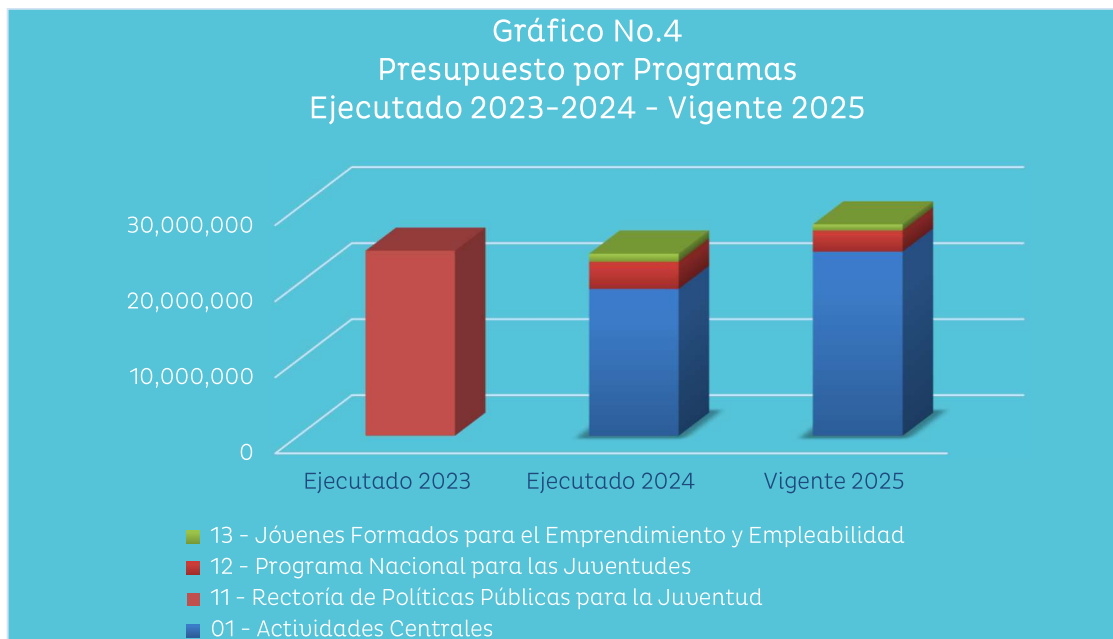 Gráfico No.4
Presupuesto por Programas
Ejecutado 2023-2024 - Vigente 2025
30,000,000
20,000,000
10,000,000
0
Ejecutado 2023
Ejecutado 2024
Vigente 2025
13 - Jóvenes Formados para el Emprendimiento y Empleabilidad
12 - Programa Nacional para las Juventudes
11 - Rectoría de Políticas Públicas para la Juventud
01 - Actividades Centrales